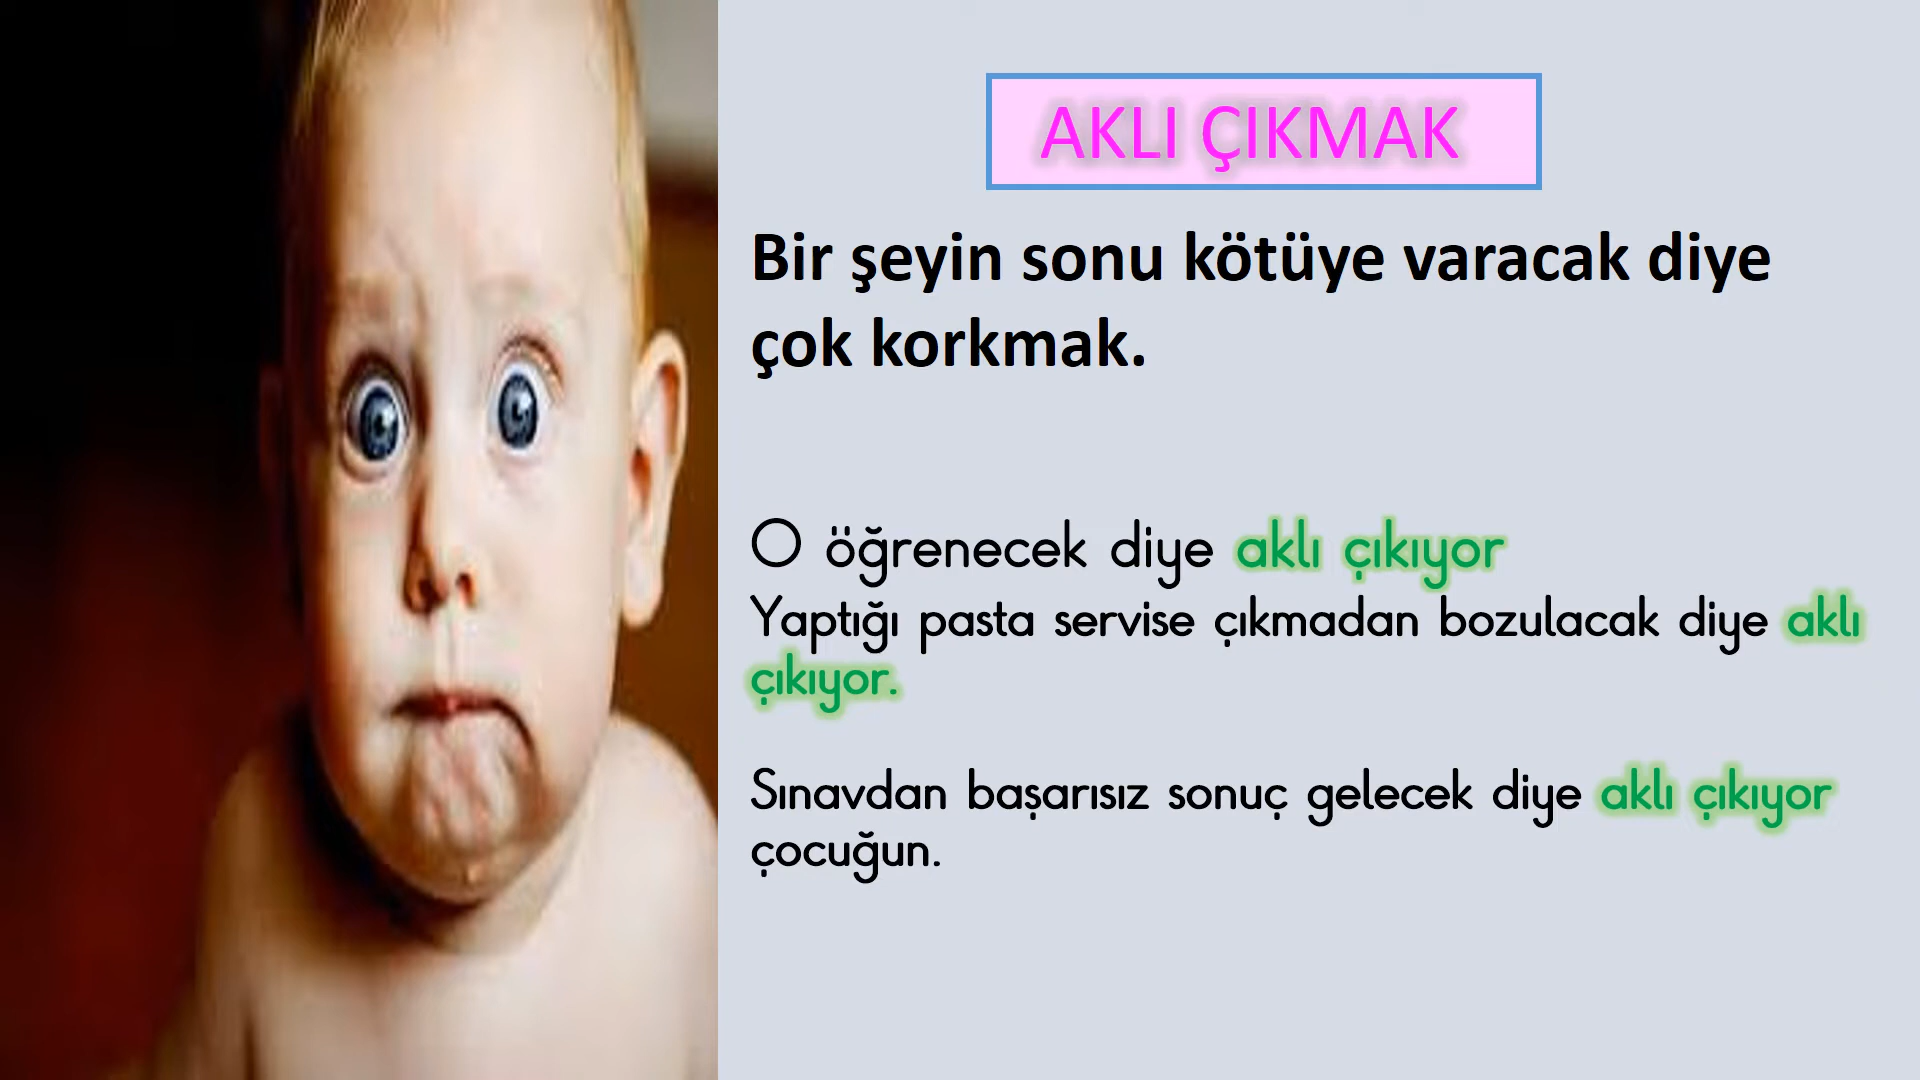 AKLI ÇIKMAK
Bir şeyin sonu kötüye varacak diye
çok korkmak.
O öğrenecek diye aklı çıkıyor
Yaptığı pasta servise çıkmadan bozulacak diye aklı
çıkıyor.
Sınavdan başarısız sonuç gelecek diye aklı çıkıyor
çocuğun.